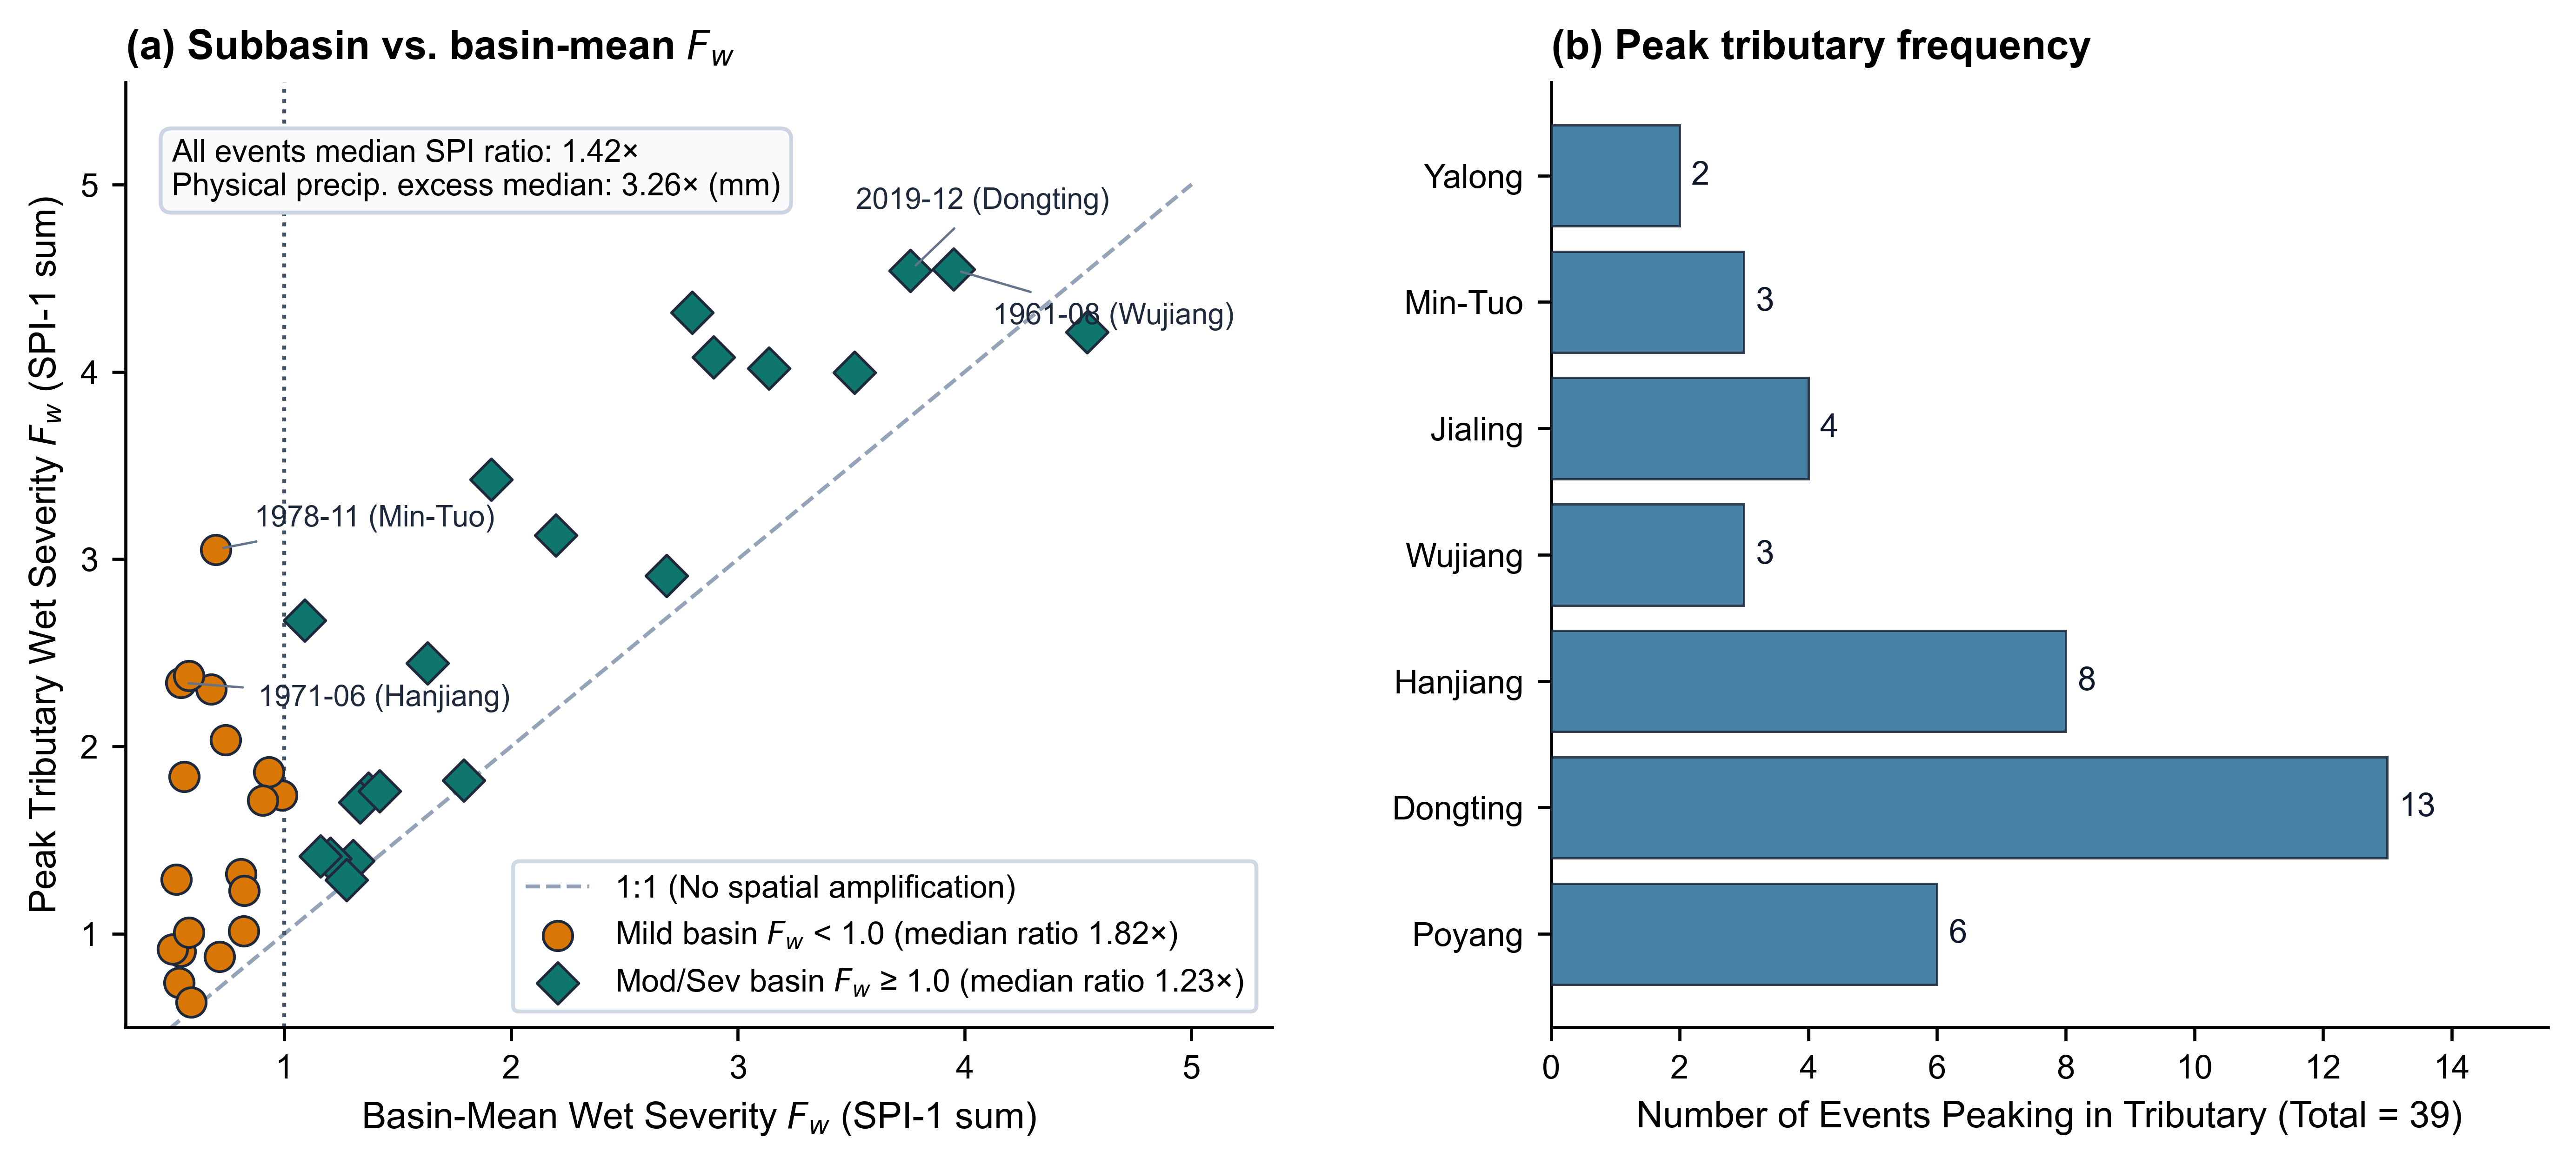 (a) Subbasin vs. basin-mean Fw
All events median SPI ratio: 1.42×
Physical precip. excess median: 3.26× (mm)
2019-12 (Dongting)
1961-08 (Wujiang)
1978-11 (Min-Tuo)
1971-06 (Hanjiang)
1:1 (No spatial amplification)
Mild basin Fw < 1.0 (median ratio 1.82×)
Mod/Sev basin Fw ≥ 1.0 (median ratio 1.23×)
Peak Tributary Wet Severity Fw (SPI-1 sum)
5
4
3
2
1
1 2 3 4 5
Basin-Mean Wet Severity Fw (SPI-1 sum)
(b) Peak tributary frequency
Yalong 2
Min-Tuo 3
Jialing 4
Wujiang 3
Hanjiang 8
Dongting 13
Poyang 6
0 2 4 6 8 10 12 14
Number of Events Peaking in Tributary (Total = 39)